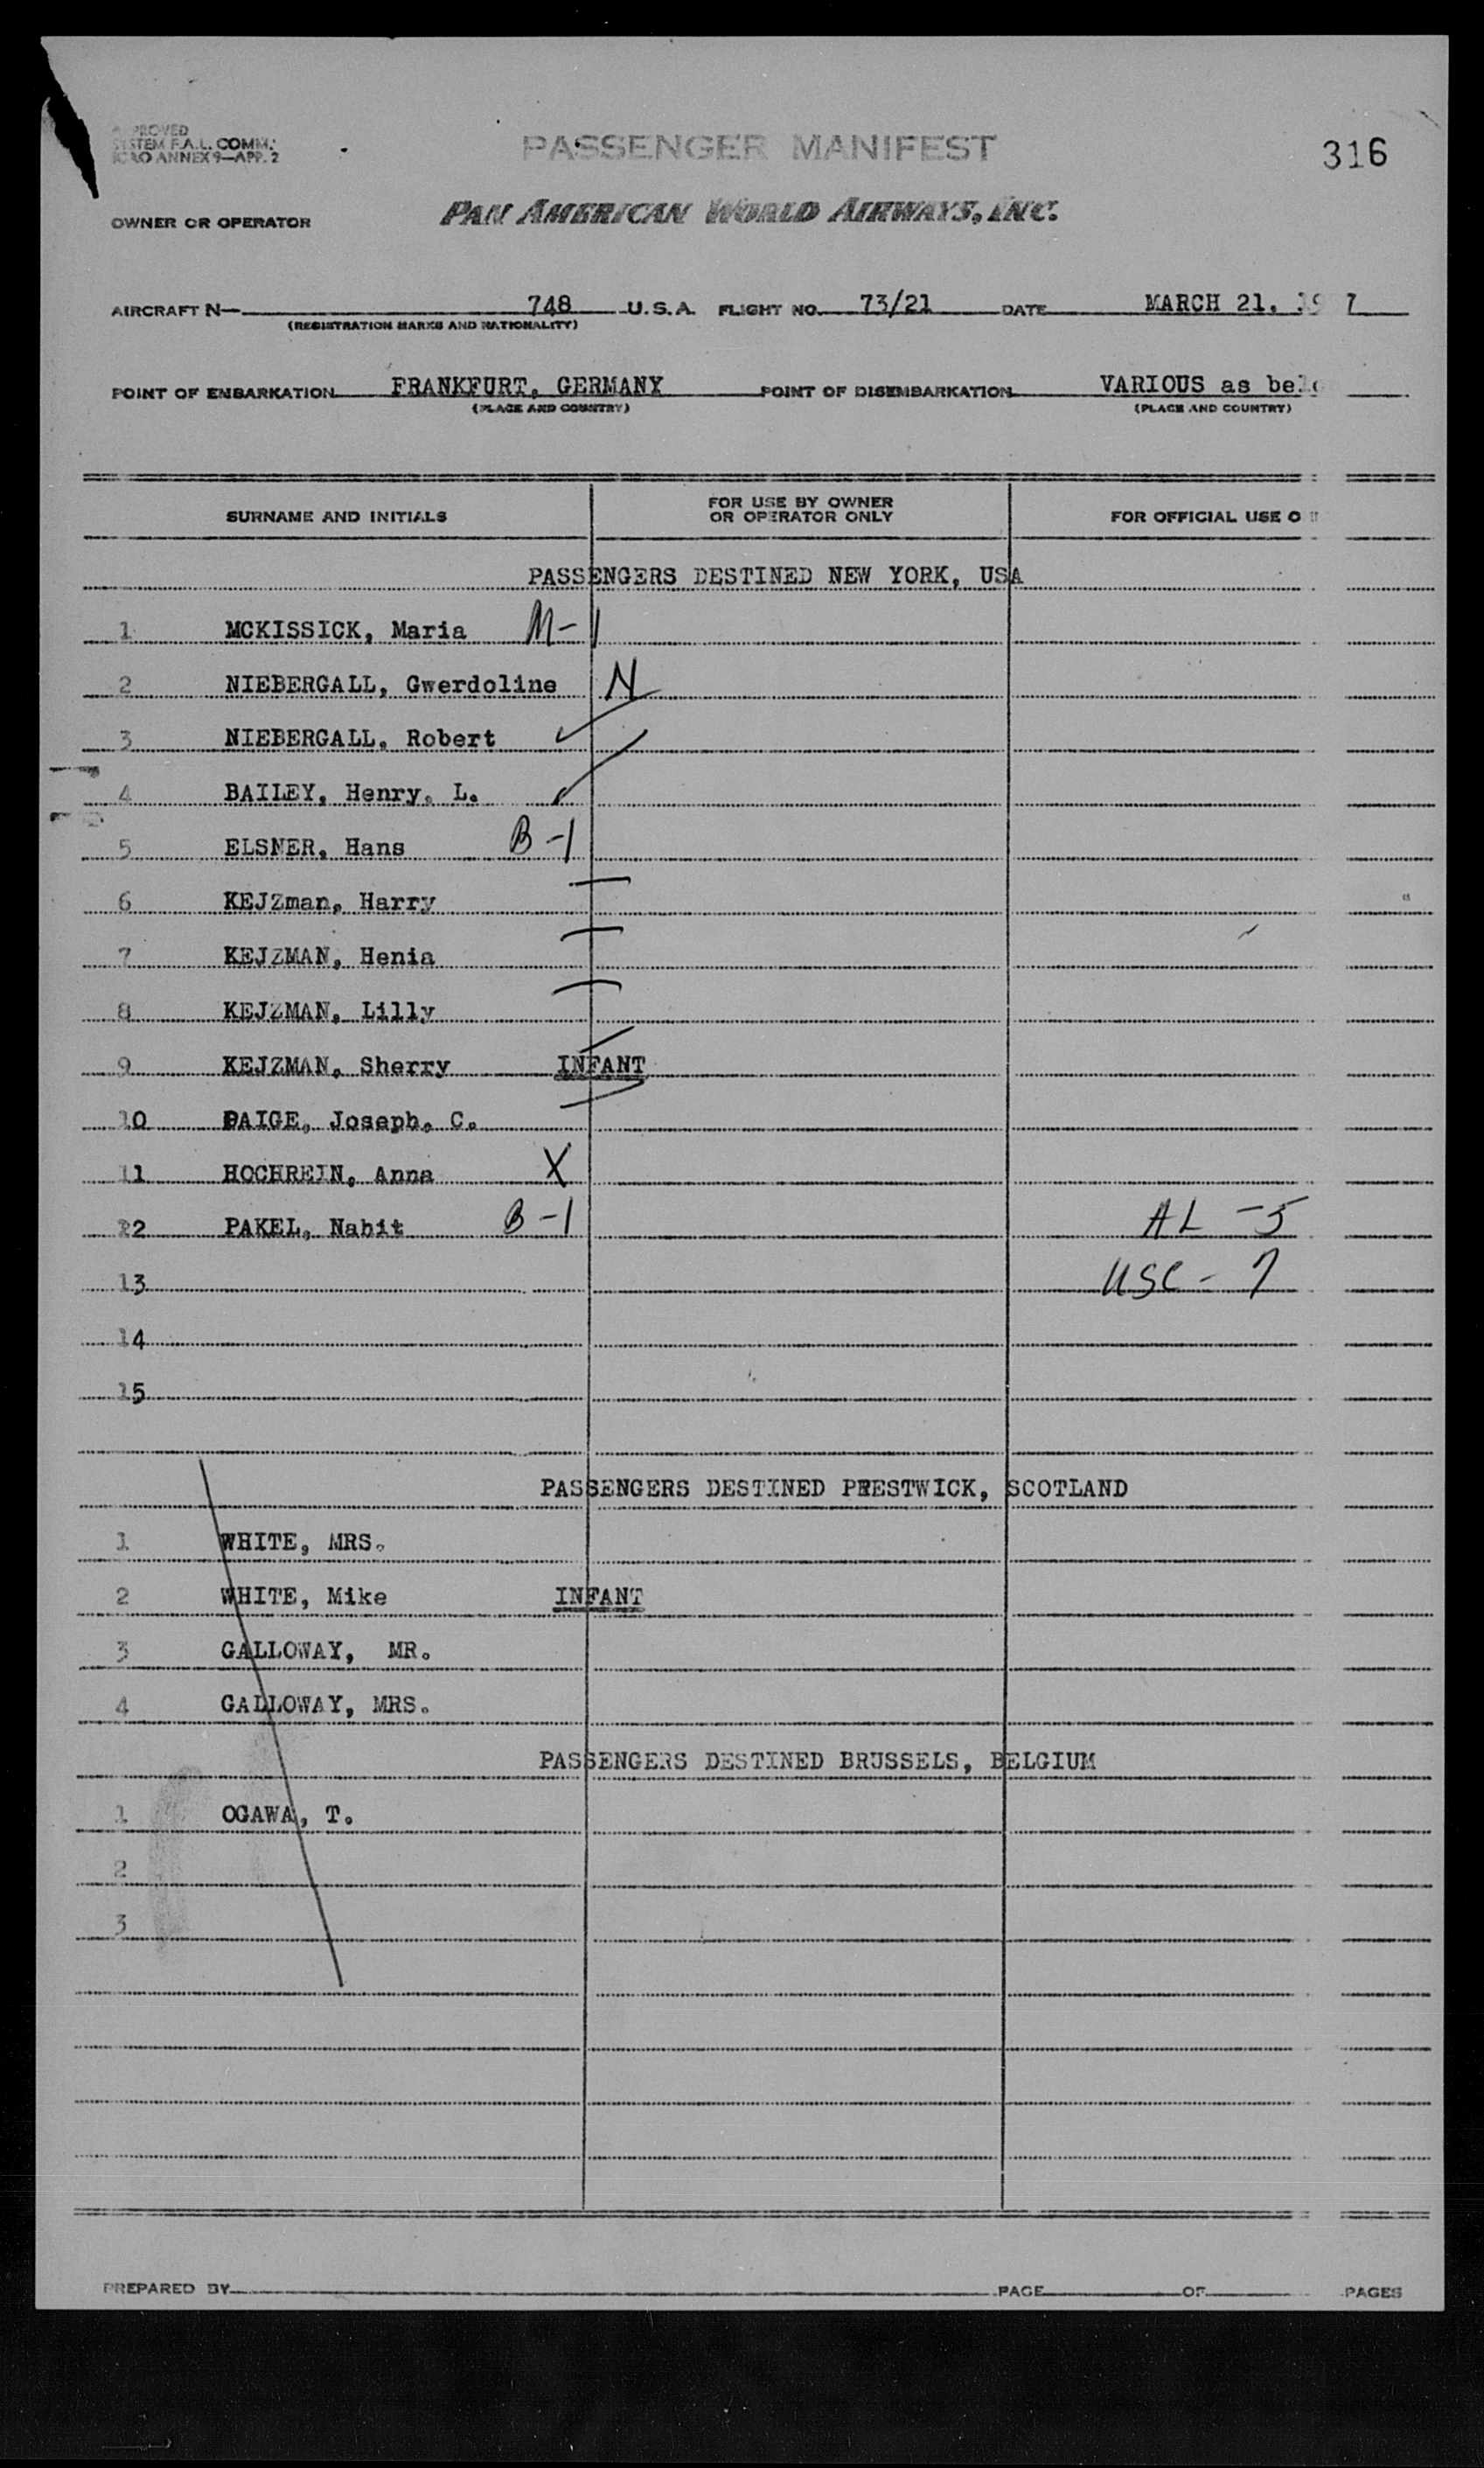 APPROVED
SYSTEM F.A.L. COMM.
ICAO ANNEX 9—APP. 2
PASSENGER MANIFEST
316
OWNER OR OPERATOR
PAN AMERICAN WORLD AIRWAYS, INC.
AIRCRAFT N— 748 U.S.A. FLIGHT NO. 73/21 DATE MARCH 21, 19 7
(REGISTRATION MARKS AND NATIONALITY)
POINT OF EMBARKATION FRANKFURT, GERMANY POINT OF DISEMBARKATION VARIOUS as belo
(PLACE AND COUNTRY) (PLACE AND COUNTRY)
SURNAME AND INITIALS FOR USE BY OWNER OR OPERATOR ONLY FOR OFFICIAL USE O
PASSENGERS DESTINED NEW YORK, USA
1 MCKISSICK, Maria M-1
2 NIEBERGALL, Gwerdoline N
3 NIEBERGALL, Robert
4 BAILEY, Henry, L.
5 ELSNER, Hans B-1
6 KEJZman, Harry
7 KEJZMAN, Henia
8 KEJZMAN, Lilly
9 KEJZMAN, Sherry INFANT
10 PAIGE, Joseph, C.
11 HOCHREIN, Anna X
12 PAKEL, Nahit B-1 AL-5
13 USC-7
14
15
PASSENGERS DESTINED PRESTWICK, SCOTLAND
1 WHITE, MRS.
2 WHITE, Mike INFANT
3 GALLOWAY, MR.
4 GALLOWAY, MRS.
PASSENGERS DESTINED BRUSSELS, BELGIUM
1 OGAWA, T.
2
3
PREPARED BY PAGE OF PAGES